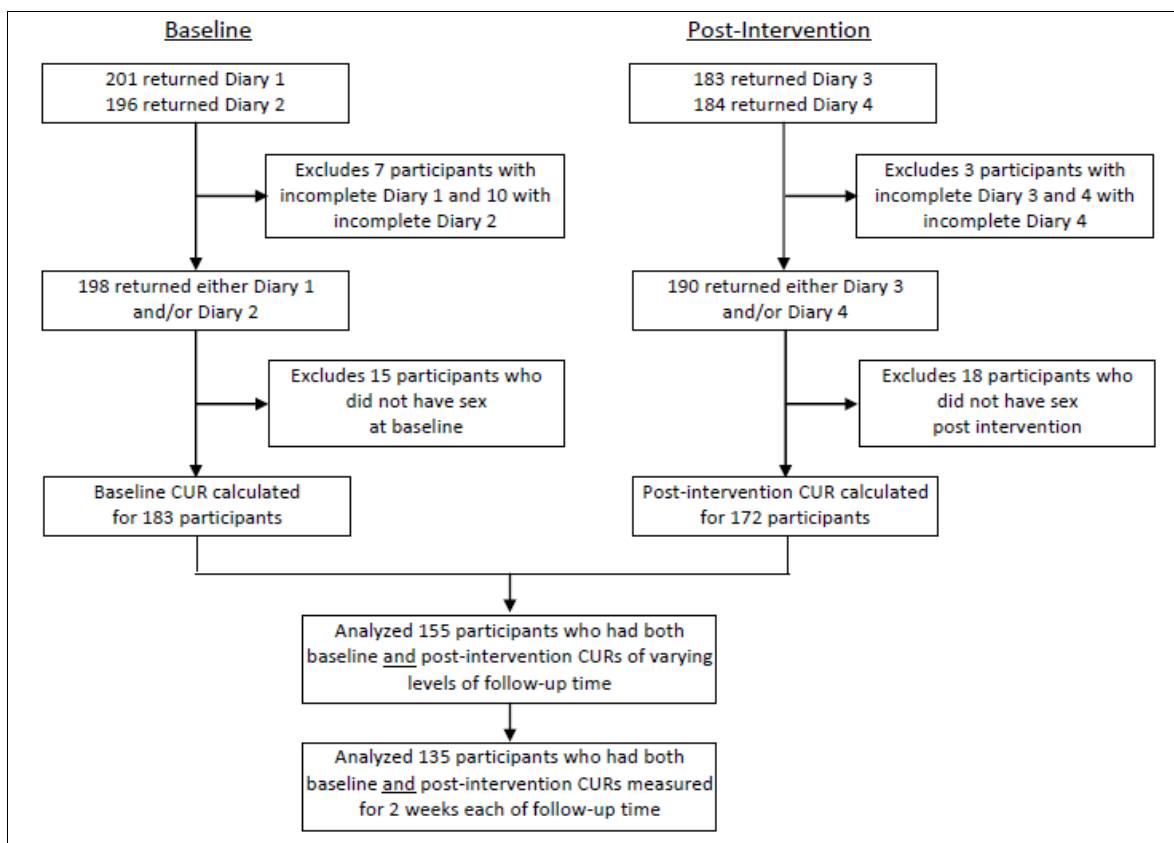 Baseline
Post-Intervention
201 returned Diary 1
196 returned Diary 2
183 returned Diary 3
184 returned Diary 4
Excludes 7 participants with
incomplete Diary 1 and 10 with
incomplete Diary 2
Excludes 3 participants with
incomplete Diary 3 and 4 with
incomplete Diary 4
198 returned either Diary 1
and/or Diary 2
190 returned either Diary 3
and/or Diary 4
Excludes 15 participants who
did not have sex
at baseline
Excludes 18 participants who
did not have sex
post intervention
Baseline CUR calculated
for 183 participants
Post-intervention CUR calculated
for 172 participants
Analyzed 155 participants who had both
baseline and post-intervention CURs of varying
levels of follow-up time
Analyzed 135 participants who had both
baseline and post-intervention CURs measured
for 2 weeks each of follow-up time